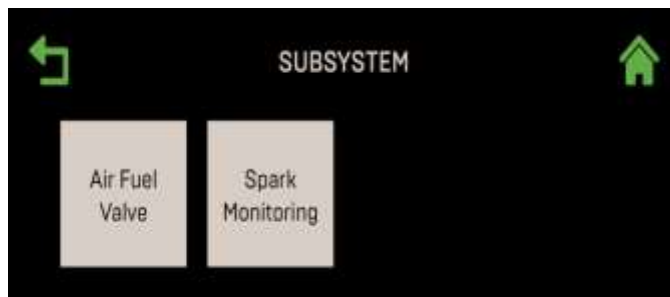 SUBSYSTEM
Air Fuel
Valve
Spark
Monitoring